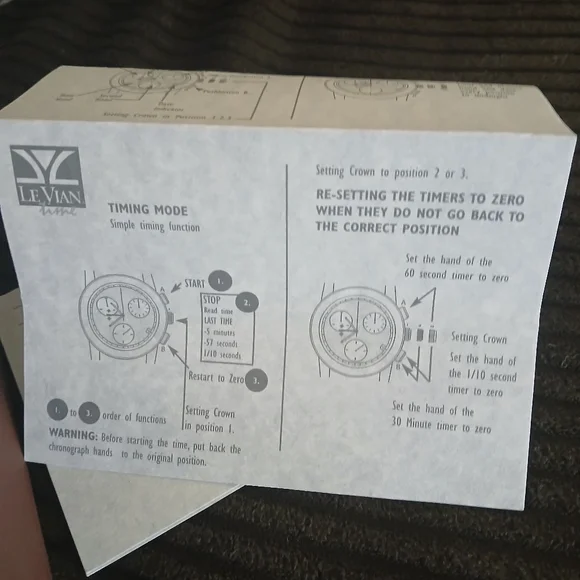 Setting Crown in Position
LE VIAN
time
TIMING MODE
Simple timing function
START 1.
STOP 2.
Read time
LAST TIME
-5 minutes
-57 seconds
1/10 seconds
A
B
Restart to Zero 3.
Setting Crown
in position 1.
1. to 3. order of functions
WARNING: Before starting the time, put back the
chronograph hands to the original position.
Setting Crown to position 2 or 3.
RE-SETTING THE TIMERS TO ZERO
WHEN THEY DO NOT GO BACK TO
THE CORRECT POSITION
Set the hand of the
60 second timer to zero
A
B
Setting Crown
Set the hand of
the 1/10 second
timer to zero
Set the hand of the
30 Minute timer to zero